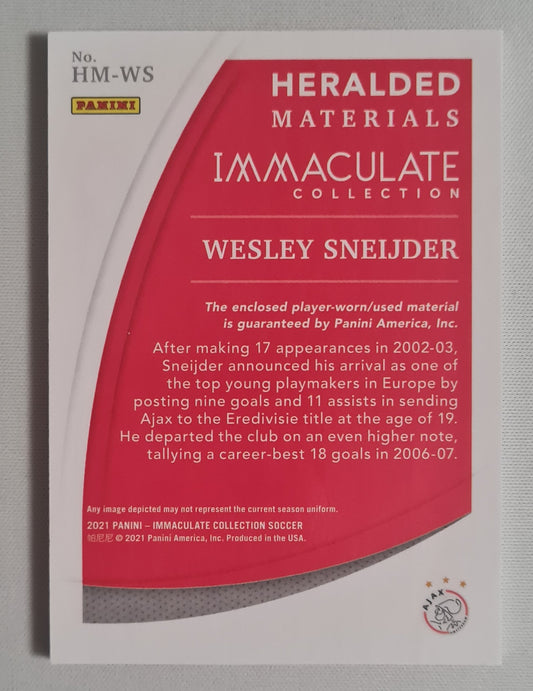 No.
HM-WS
PANINI
HERALDED
MATERIALS
IMMACULATE
COLLECTION
WESLEY SNEIJDER
The enclosed player-worn/used material
is guaranteed by Panini America, Inc.
After making 17 appearances in 2002-03,
Sneijder announced his arrival as one of
the top young playmakers in Europe by
posting nine goals and 11 assists in sending
Ajax to the Eredivisie title at the age of 19.
He departed the club on an even higher note,
tallying a career-best 18 goals in 2006-07.
Any image depicted may not represent the current season uniform.
2021 PANINI – IMMACULATE COLLECTION SOCCER
帕尼尼 © 2021 Panini America, Inc. Produced in the USA.
AJAX